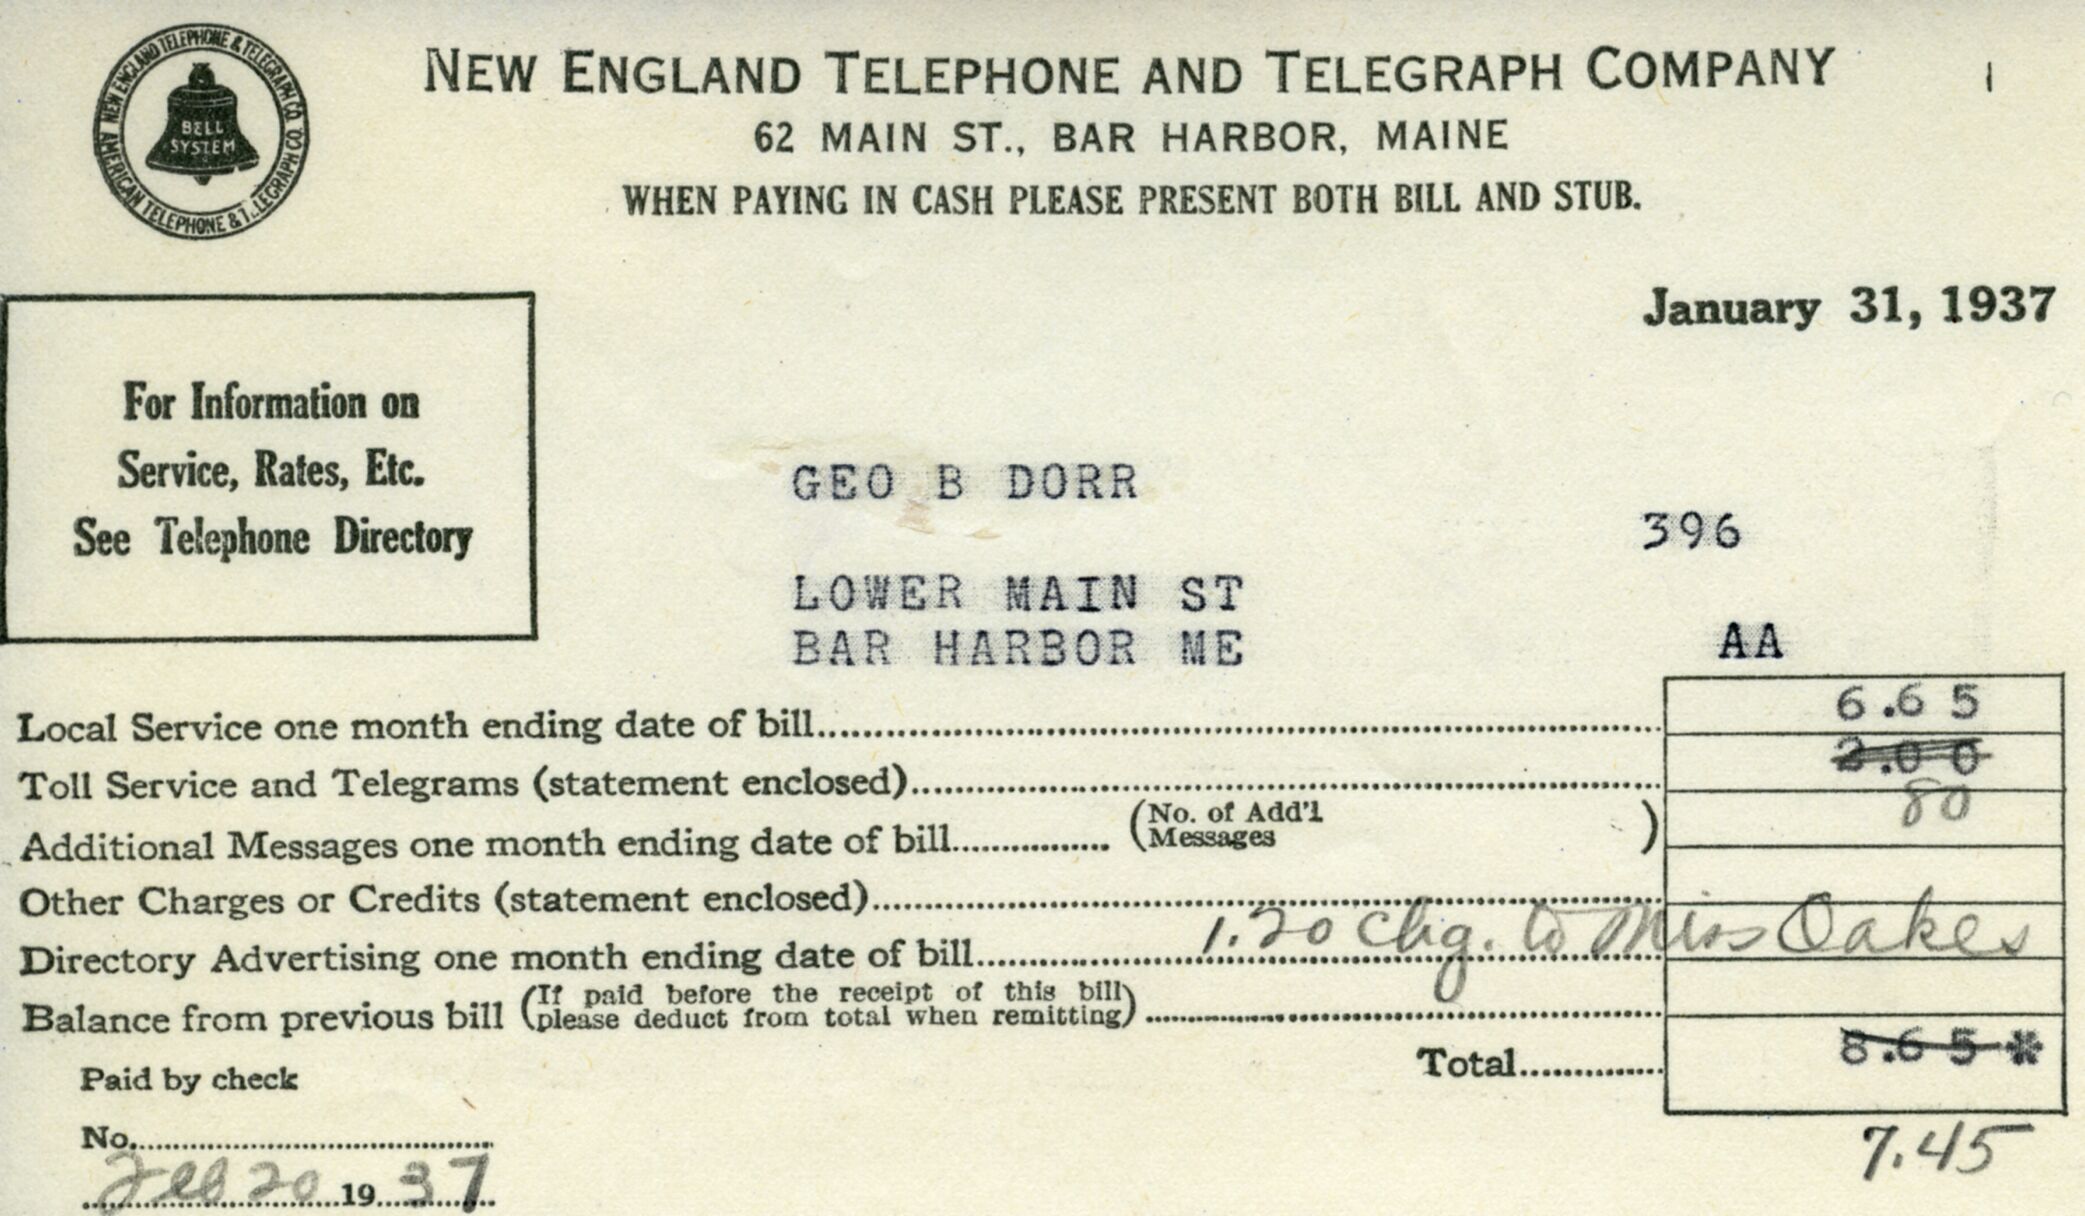 NEW ENGLAND TELEPHONE & TELEGRAPH CO.
AMERICAN TELEPHONE & TELEGRAPH CO.
BELL
SYSTEM
NEW ENGLAND TELEPHONE AND TELEGRAPH COMPANY
62 MAIN ST., BAR HARBOR, MAINE
WHEN PAYING IN CASH PLEASE PRESENT BOTH BILL AND STUB.
January 31, 1937
For Information on
Service, Rates, Etc.
See Telephone Directory
GEO B DORR
396
LOWER MAIN ST
BAR HARBOR ME
AA
Local Service one month ending date of bill 6.65
Toll Service and Telegrams (statement enclosed) 2.00
80
Additional Messages one month ending date of bill (No. of Add'l Messages )
Other Charges or Credits (statement enclosed)
1.20 chg. to Miss Oakes
Directory Advertising one month ending date of bill
Balance from previous bill (If paid before the receipt of this bill please deduct from total when remitting)
Total 8.65*
7.45
Paid by check
No.
Feb 20 1937